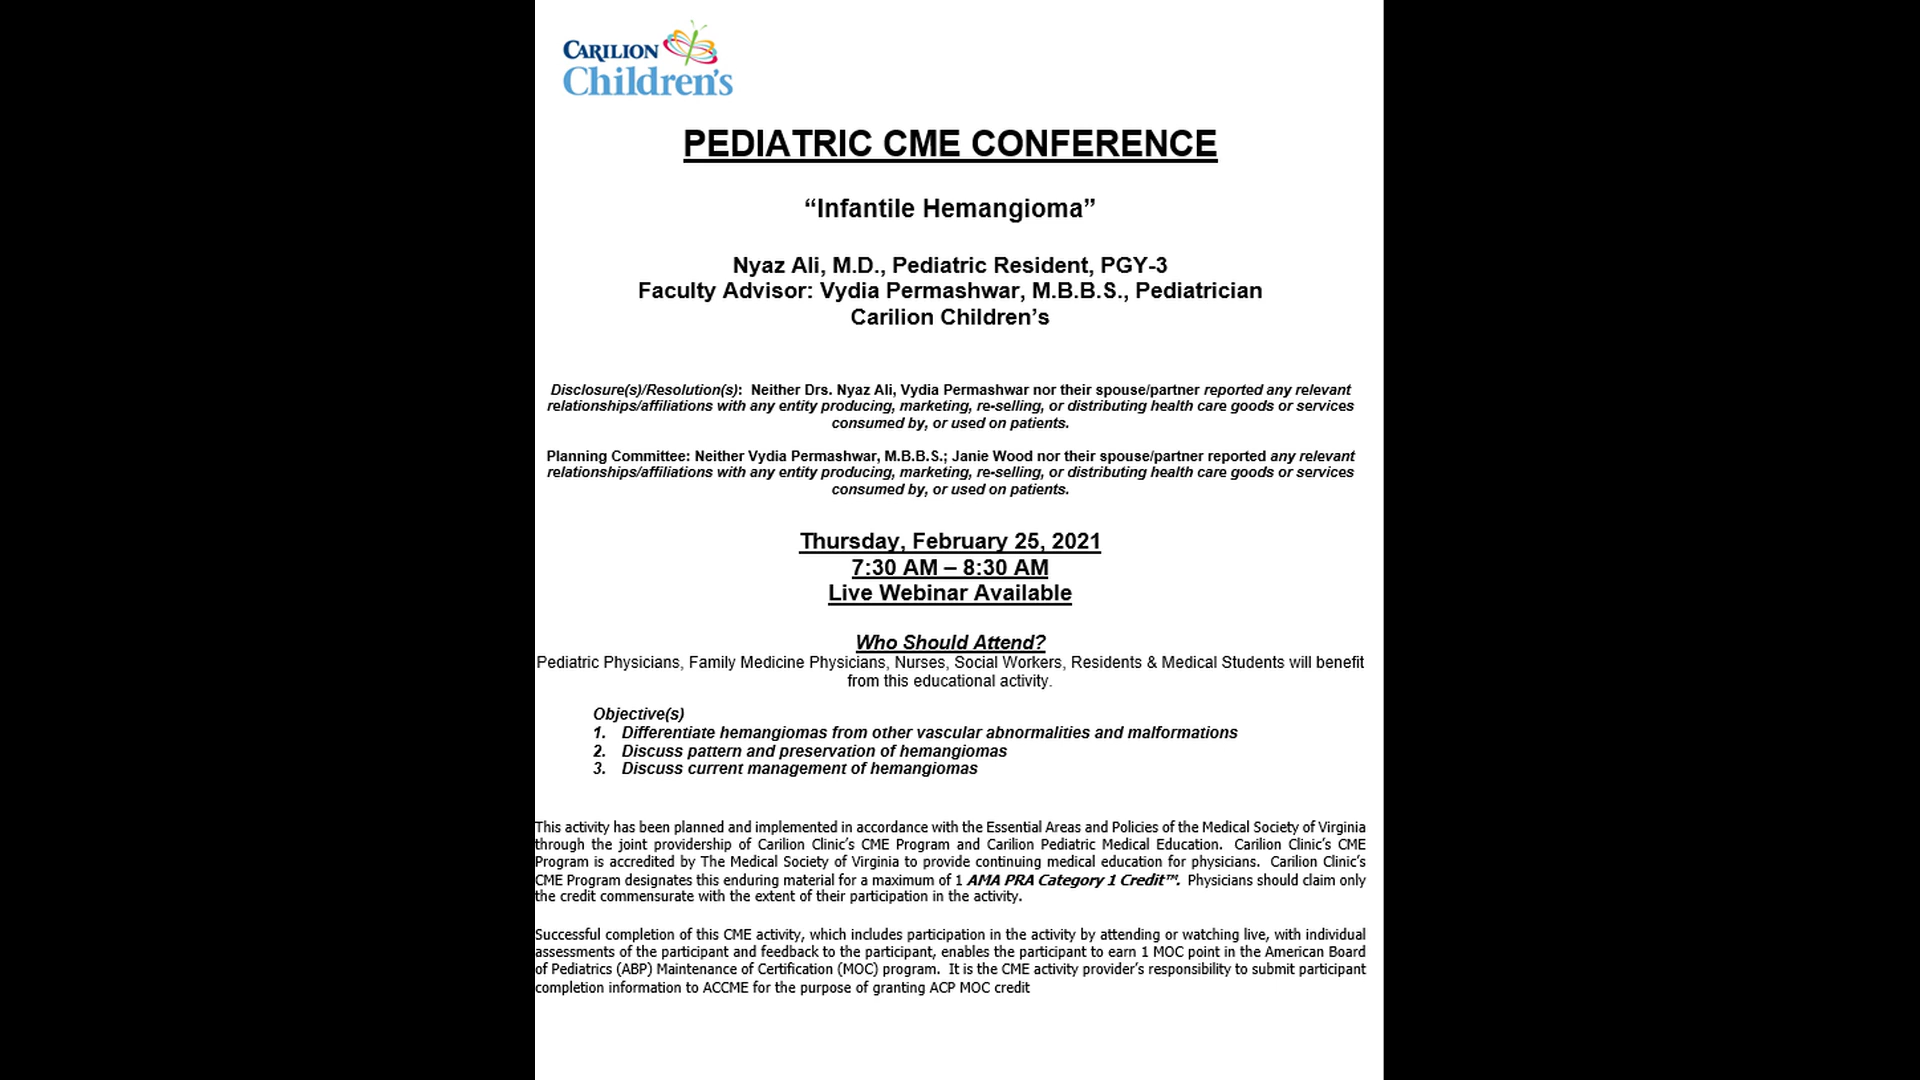 CARILION
Children's
PEDIATRIC CME CONFERENCE
“Infantile Hemangioma”
Nyaz Ali, M.D., Pediatric Resident, PGY-3
Faculty Advisor: Vydia Permashwar, M.B.B.S., Pediatrician
Carilion Children’s
Disclosure(s)/Resolution(s):  Neither Drs. Nyaz Ali, Vydia Permashwar nor their spouse/partner reported any relevant
relationships/affiliations with any entity producing, marketing, re-selling, or distributing health care goods or services
consumed by, or used on patients.
Planning Committee: Neither Vydia Permashwar, M.B.B.S.; Janie Wood nor their spouse/partner reported any relevant
relationships/affiliations with any entity producing, marketing, re-selling, or distributing health care goods or services
consumed by, or used on patients.
Thursday, February 25, 2021
7:30 AM – 8:30 AM
Live Webinar Available
Who Should Attend?
Pediatric Physicians, Family Medicine Physicians, Nurses, Social Workers, Residents & Medical Students will benefit
from this educational activity.
Objective(s)
1. Differentiate hemangiomas from other vascular abnormalities and malformations
2. Discuss pattern and preservation of hemangiomas
3. Discuss current management of hemangiomas
This activity has been planned and implemented in accordance with the Essential Areas and Policies of the Medical Society of Virginia
through the joint providership of Carilion Clinic’s CME Program and Carilion Pediatric Medical Education.  Carilion Clinic’s CME
Program is accredited by The Medical Society of Virginia to provide continuing medical education for physicians.  Carilion Clinic’s
CME Program designates this enduring material for a maximum of 1 AMA PRA Category 1 Credit™.  Physicians should claim only
the credit commensurate with the extent of their participation in the activity.
Successful completion of this CME activity, which includes participation in the activity by attending or watching live, with individual
assessments of the participant and feedback to the participant, enables the participant to earn 1 MOC point in the American Board
of Pediatrics (ABP) Maintenance of Certification (MOC) program.  It is the CME activity provider’s responsibility to submit participant
completion information to ACCME for the purpose of granting ACP MOC credit